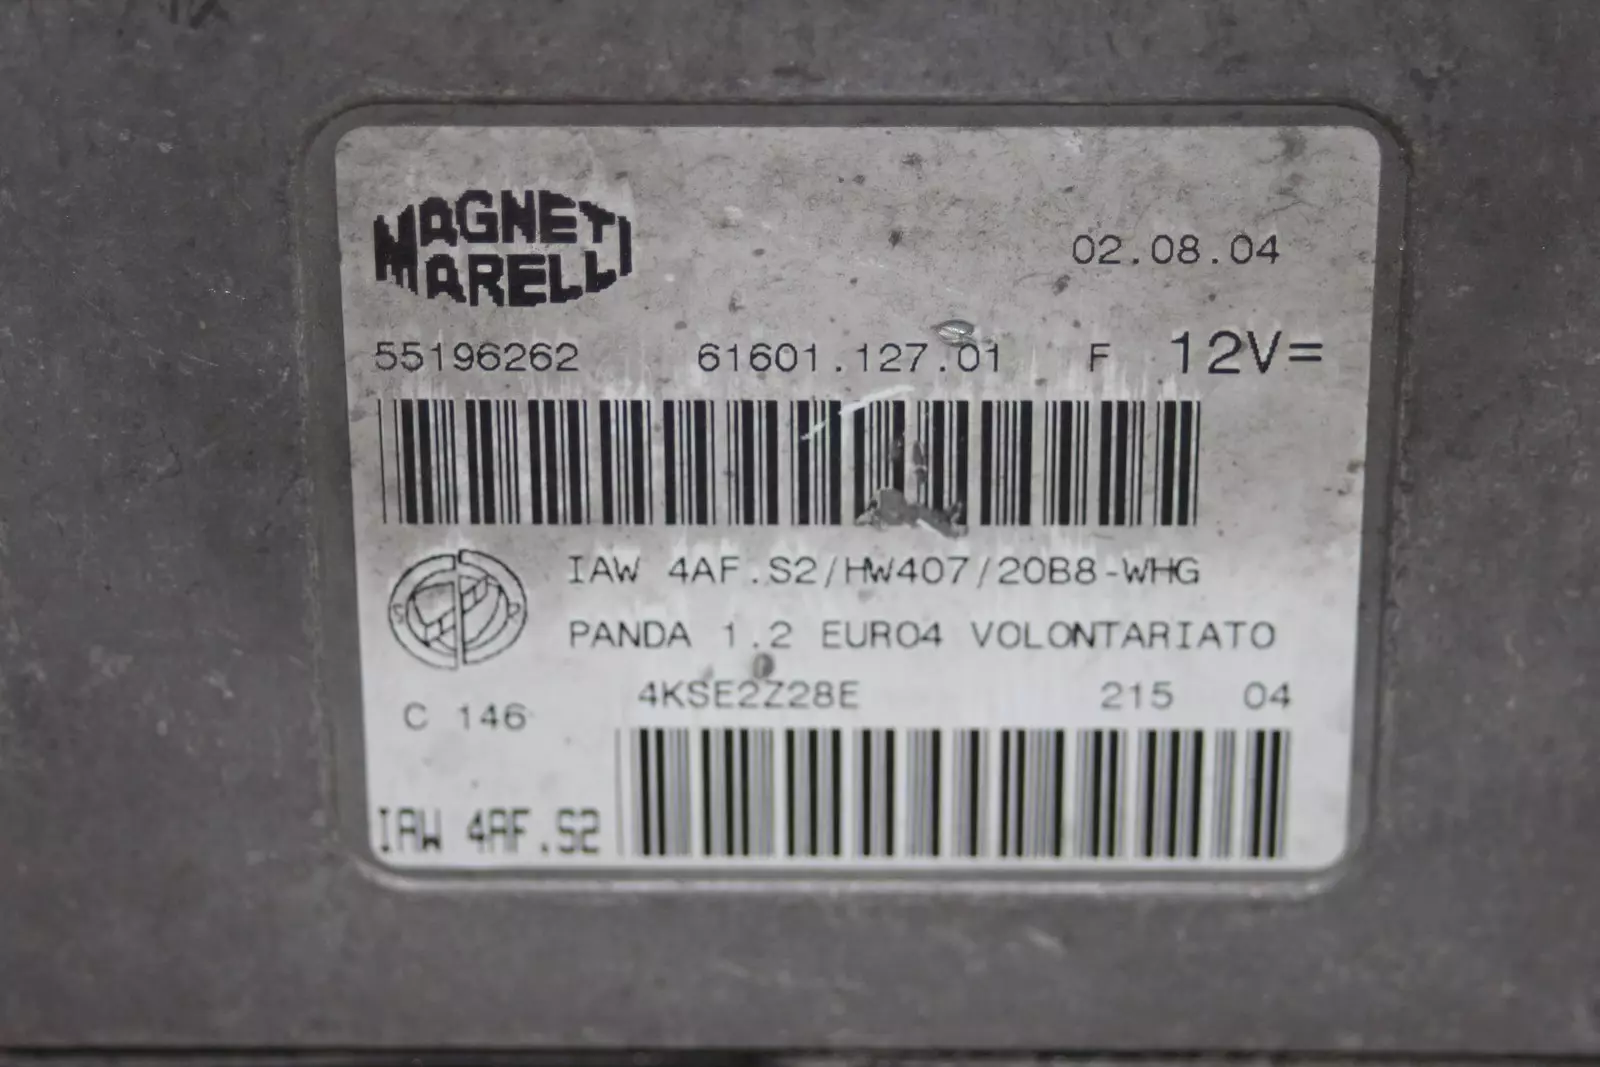 MAGNETI
MARELLI
02.08.04
55196262 61601.127.01 F 12V=
IAW 4AF.S2/HW407/20B8-WHG
PANDA 1.2 EURO4 VOLONTARIATO
4KSE2Z28E 215 04
C 146
IAW 4AF.S2